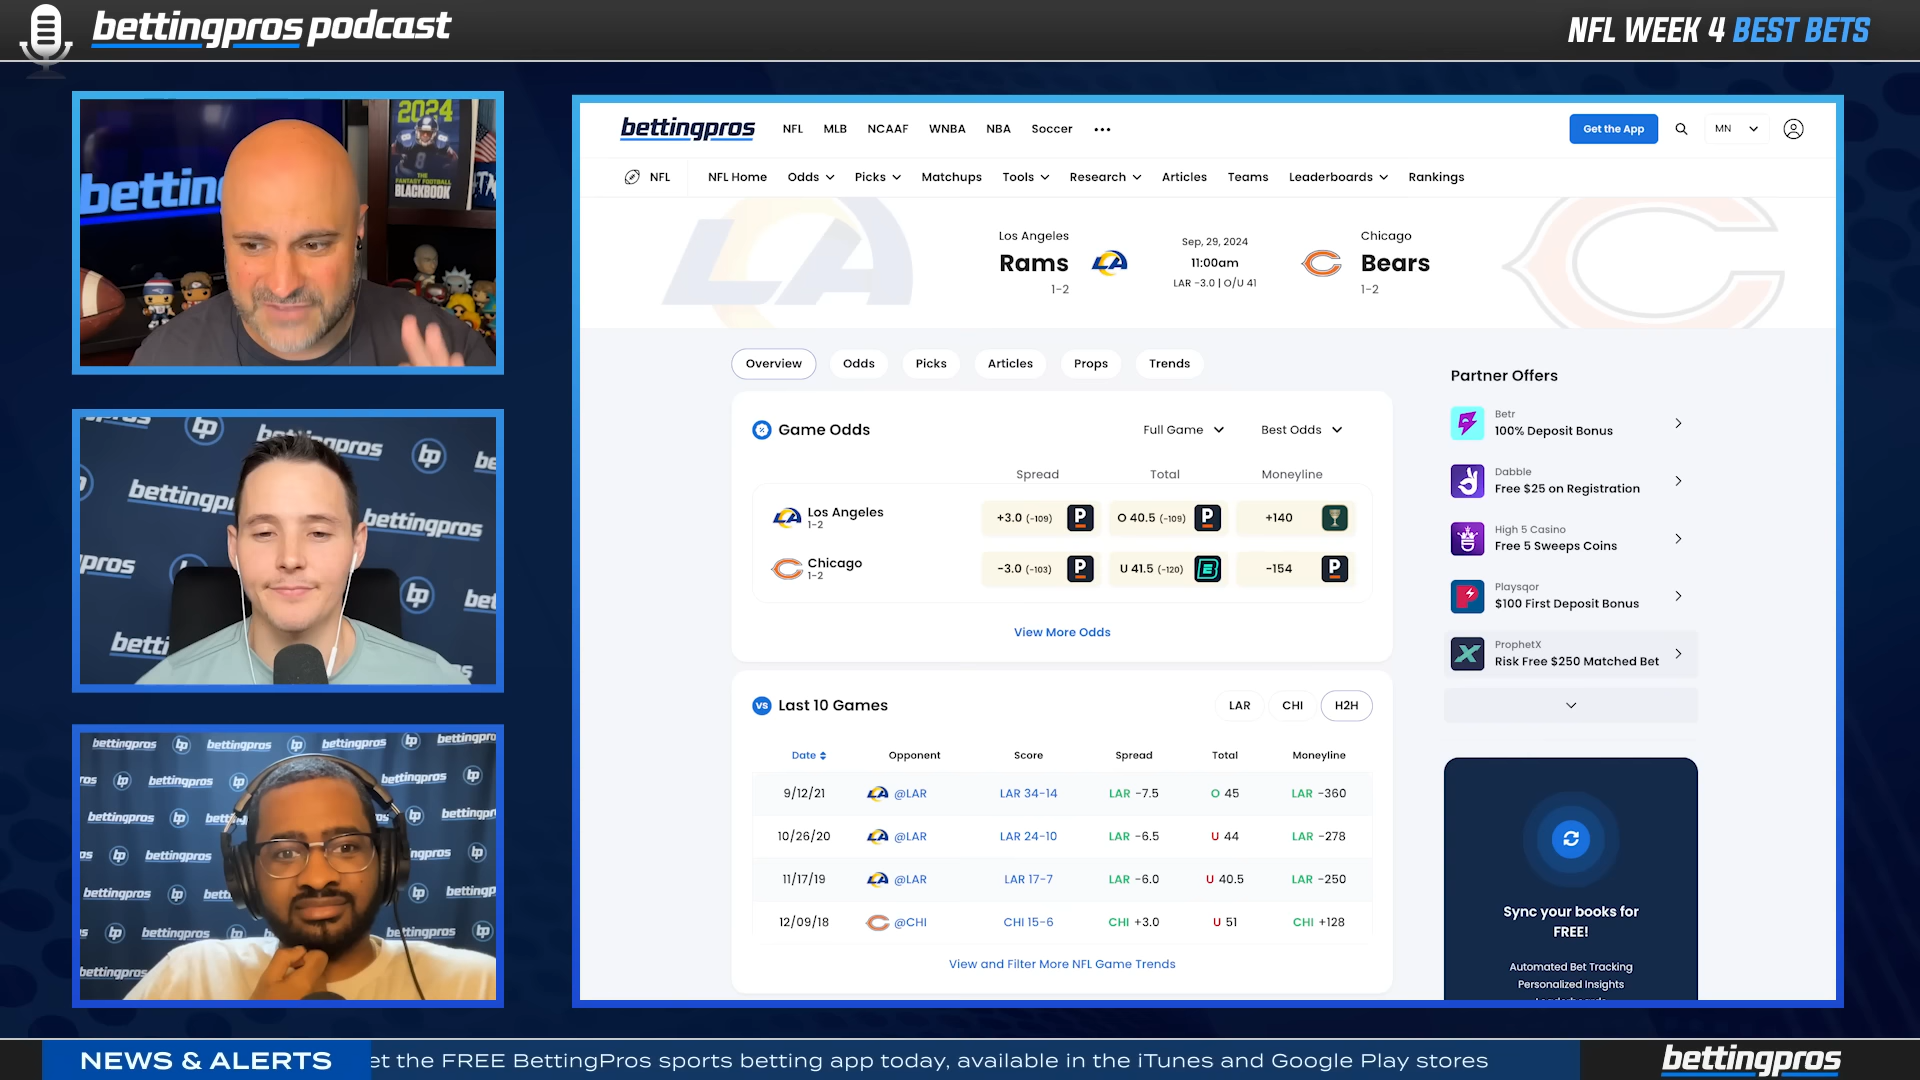 bettingpros podcast
NFL WEEK 4 BEST BETS
bettin
2024
THE
FANTASY FOOTBALL
BLACKBOOK
bettingpros
NFL MLB NCAAF WNBA NBA Soccer •••
Get the App
MN
NFL
NFL Home Odds Picks Matchups Tools Research Articles Teams Leaderboards Rankings
Los Angeles
Rams
1-2
Sep, 29, 2024
11:00am
LAR -3.0 | O/U 41
Chicago
Bears
1-2
Overview Odds Picks Articles Props Trends
Game Odds
Full Game Best Odds
Spread Total Moneyline
Los Angeles
1-2
+3.0 (-109) O 40.5 (-109) +140
Chicago
1-2
-3.0 (-103) U 41.5 (-120) -154
View More Odds
VS Last 10 Games
LAR CHI H2H
Date Opponent Score Spread Total Moneyline
9/12/21 @LAR LAR 34-14 LAR -7.5 O 45 LAR -360
10/26/20 @LAR LAR 24-10 LAR -6.5 U 44 LAR -278
11/17/19 @LAR LAR 17-7 LAR -6.0 U 40.5 LAR -250
12/09/18 @CHI CHI 15-6 CHI +3.0 U 51 CHI +128
View and Filter More NFL Game Trends
Partner Offers
Betr
100% Deposit Bonus
Dabble
Free $25 on Registration
High 5 Casino
Free 5 Sweeps Coins
Playsqor
$100 First Deposit Bonus
ProphetX
Risk Free $250 Matched Bet
Sync your books for
FREE!
Automated Bet Tracking
Personalized Insights
NEWS & ALERTS
et the FREE BettingPros sports betting app today, available in the iTunes and Google Play stores
bettingpros